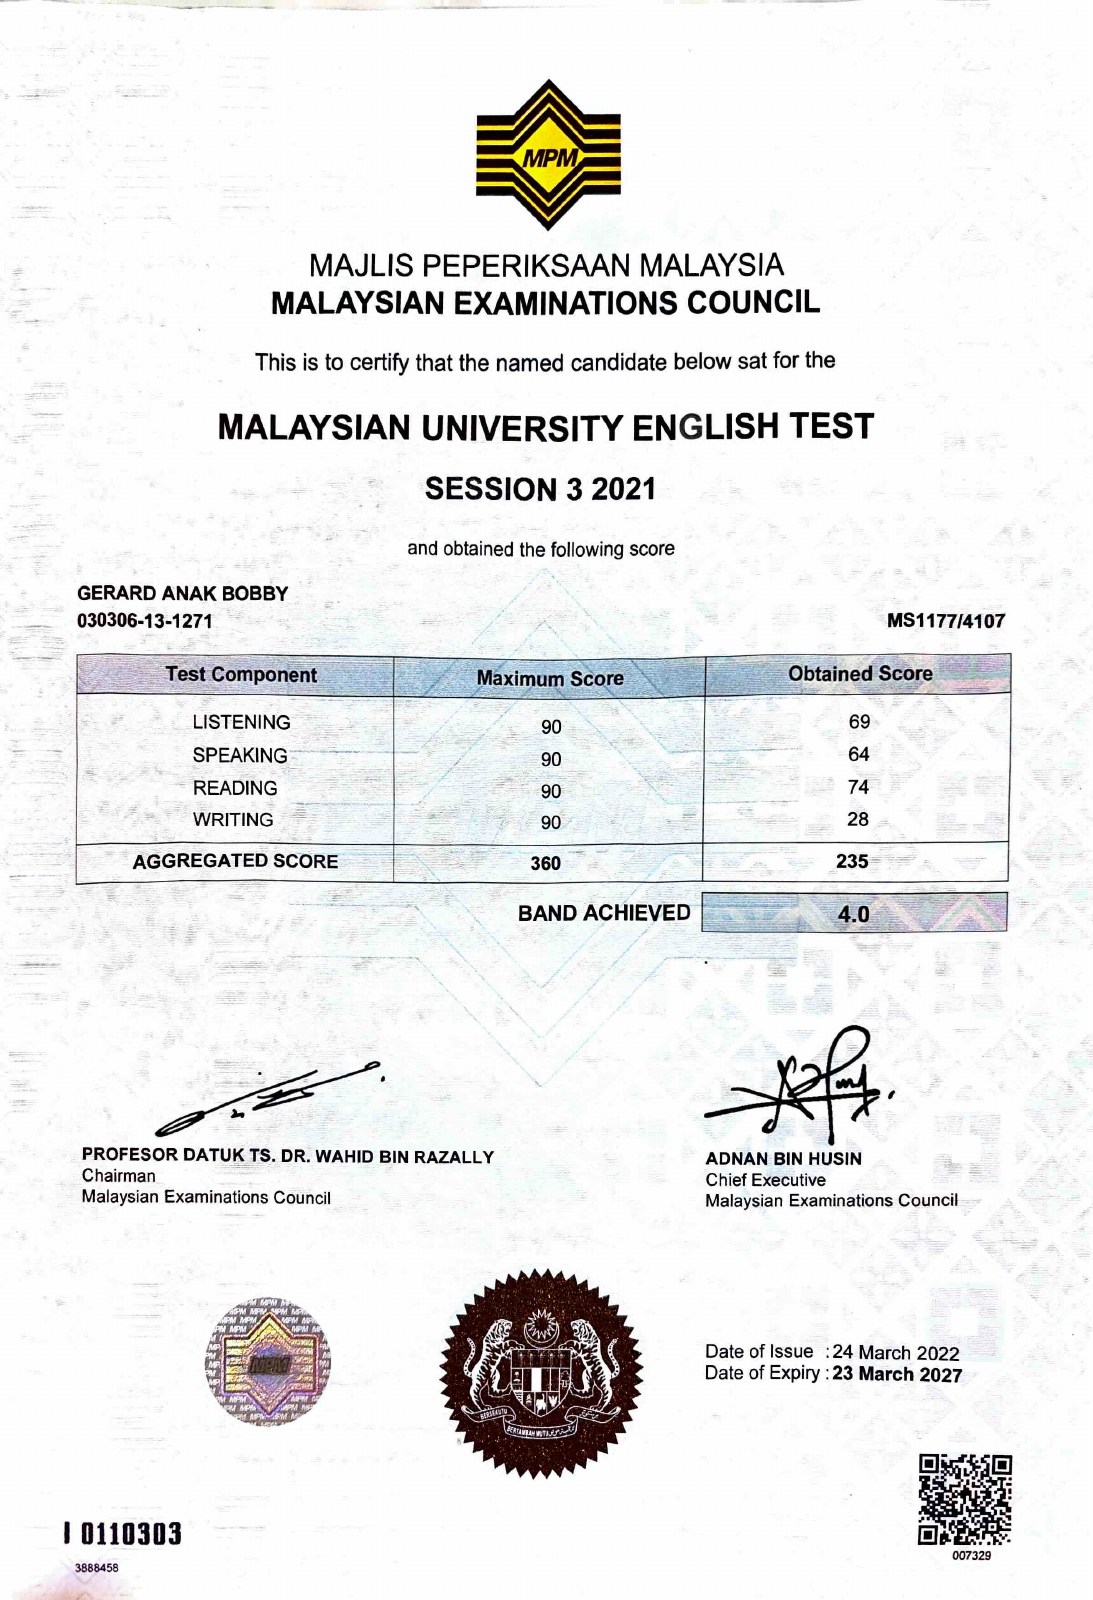 MPM
MAJLIS PEPERIKSAAN MALAYSIA
MALAYSIAN EXAMINATIONS COUNCIL
This is to certify that the named candidate below sat for the
MALAYSIAN UNIVERSITY ENGLISH TEST
SESSION 3 2021
and obtained the following score
GERARD ANAK BOBBY
030306-13-1271 MS1177/4107
Test Component Maximum Score Obtained Score
LISTENING 90 69
SPEAKING 90 64
READING 90 74
WRITING 90 28
AGGREGATED SCORE 360 235
BAND ACHIEVED 4.0
PROFESOR DATUK TS. DR. WAHID BIN RAZALLY
Chairman
Malaysian Examinations Council
ADNAN BIN HUSIN
Chief Executive
Malaysian Examinations Council
MPM
BERSEKUTU
BERTAMBAH MUTU
Date of Issue : 24 March 2022
Date of Expiry : 23 March 2027
I 0110303
3888458
007329